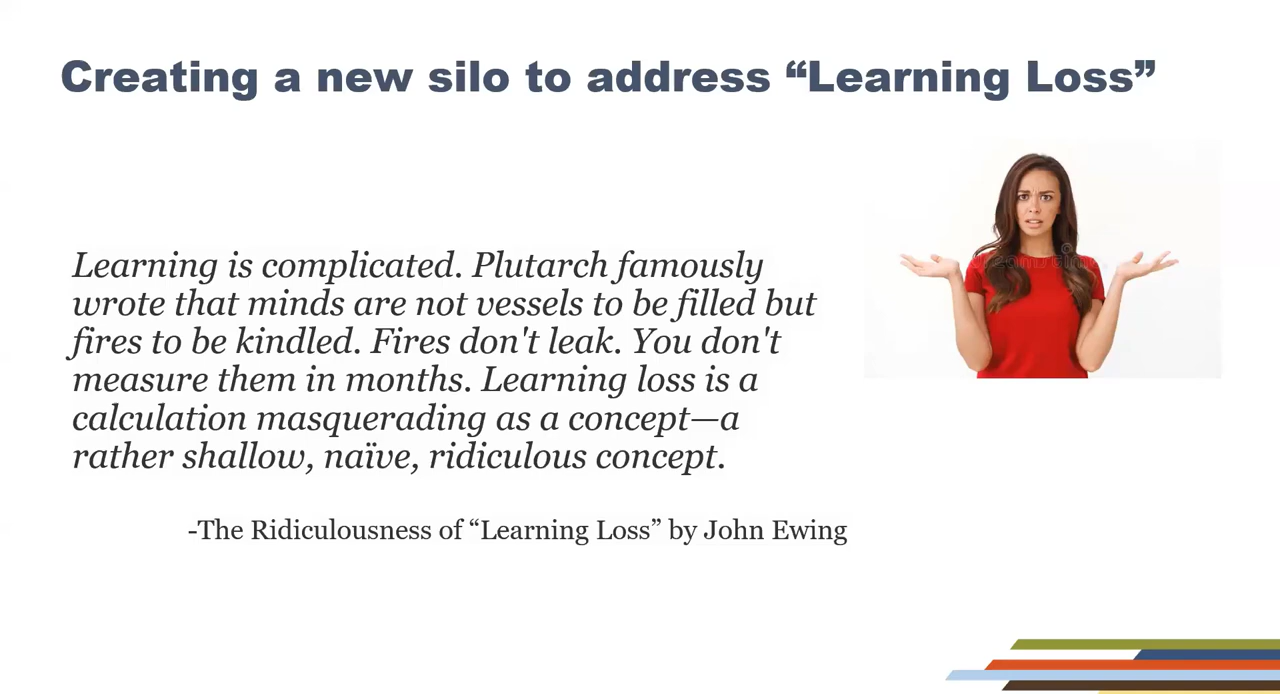 Creating a new silo to address “Learning Loss”
Learning is complicated. Plutarch famously
wrote that minds are not vessels to be filled but
fires to be kindled. Fires don't leak. You don't
measure them in months. Learning loss is a
calculation masquerading as a concept—a
rather shallow, naïve, ridiculous concept.
-The Ridiculousness of “Learning Loss” by John Ewing